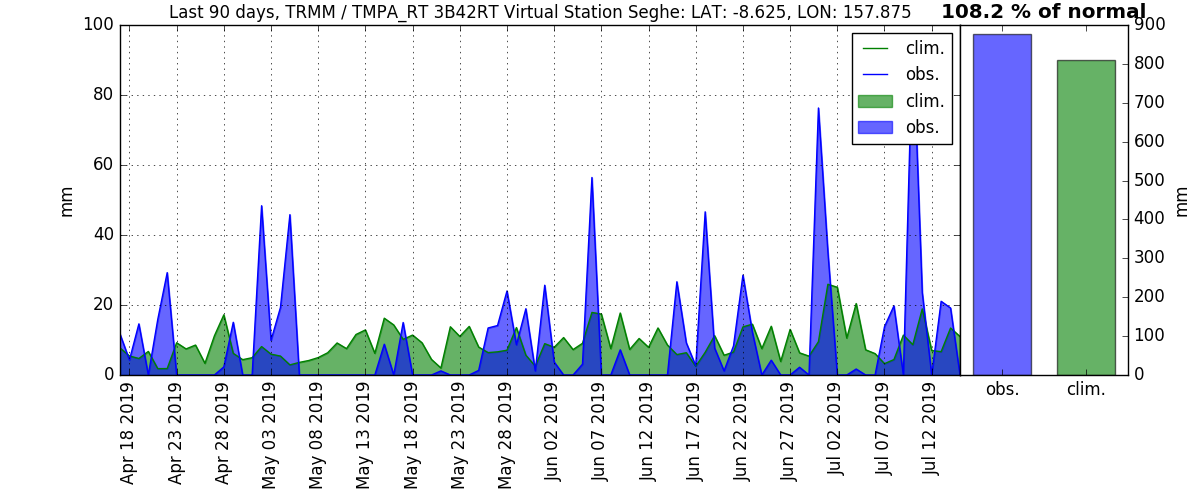 Last 90 days, TRMM / TMPA_RT 3B42RT Virtual Station Seghe: LAT: -8.625, LON: 157.875
108.2 % of normal
100
80
60
40
20
0
mm
clim.
obs.
clim.
obs.
900
800
700
600
500
400
300
200
100
0
mm
obs.
clim.
Apr 18 2019
Apr 23 2019
Apr 28 2019
May 03 2019
May 08 2019
May 13 2019
May 18 2019
May 23 2019
May 28 2019
Jun 02 2019
Jun 07 2019
Jun 12 2019
Jun 17 2019
Jun 22 2019
Jun 27 2019
Jul 02 2019
Jul 07 2019
Jul 12 2019